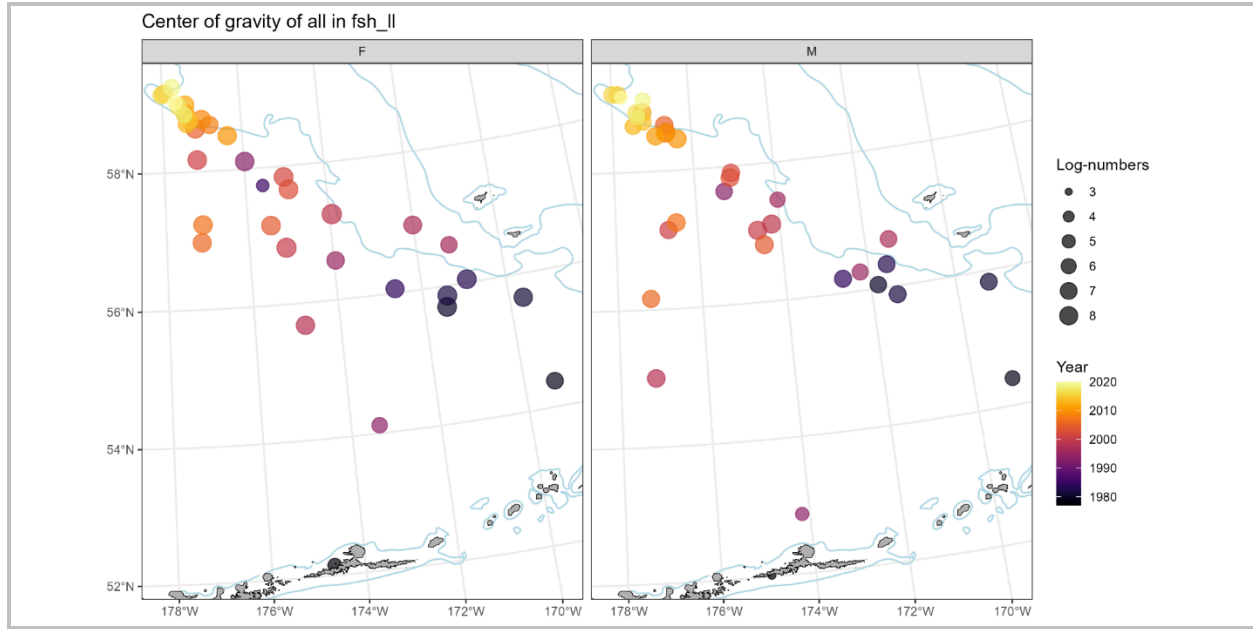 Center of gravity of all in fsh_ll
F
M
58°N
56°N
54°N
52°N
178°W
176°W
174°W
172°W
170°W
178°W
176°W
174°W
172°W
170°W
Log-numbers
3
4
5
6
7
8
Year
2020
2010
2000
1990
1980